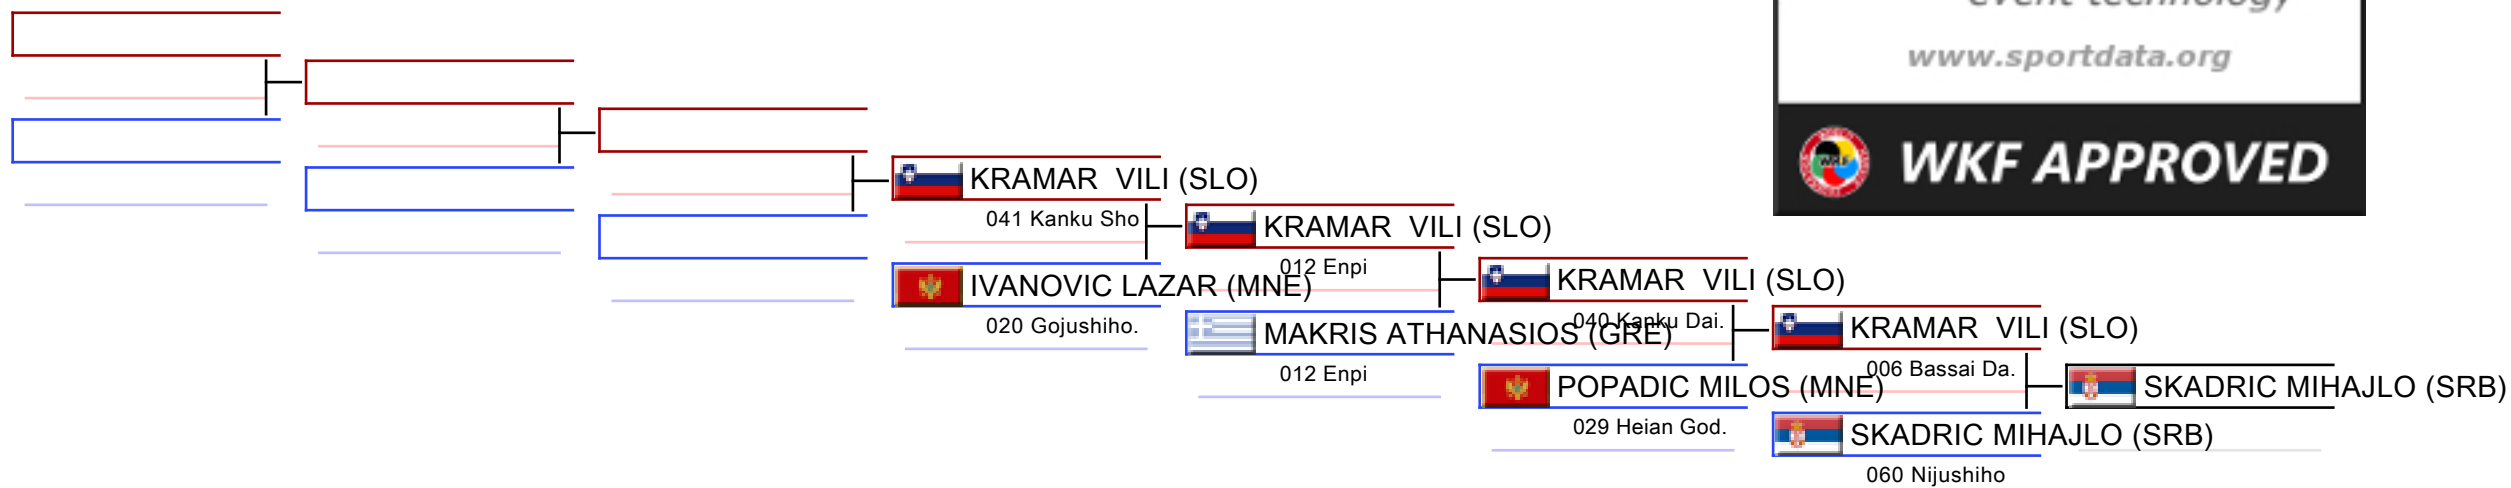 event technology
www.sportdata.org
WKF APPROVED
KRAMAR VILI (SLO)
041 Kanku Sho
IVANOVIC LAZAR (MNE)
020 Gojushiho.
KRAMAR VILI (SLO)
012 Enpi
MAKRIS ATHANASIOS (GRE)
012 Enpi
KRAMAR VILI (SLO)
040 Kanku Dai.
POPADIC MILOS (MNE)
029 Heian God.
KRAMAR VILI (SLO)
006 Bassai Da.
SKADRIC MIHAJLO (SRB)
060 Nijushiho
SKADRIC MIHAJLO (SRB)